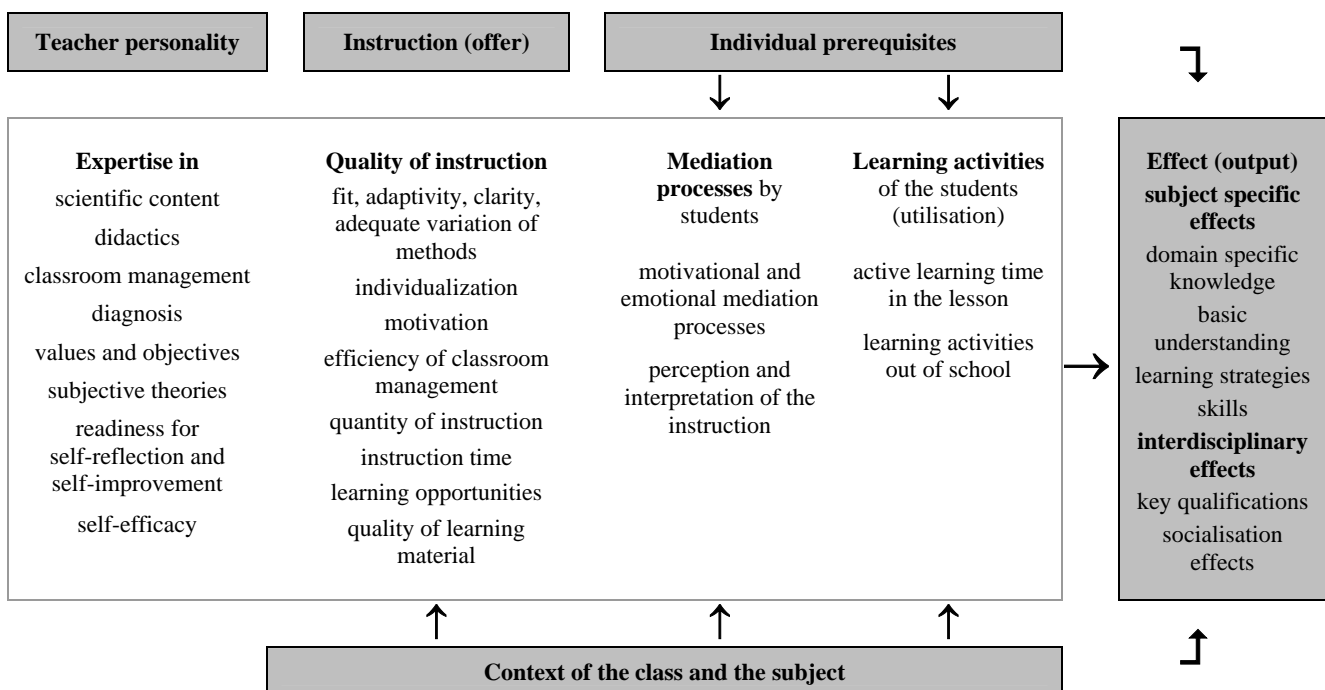 Teacher personality
Instruction (offer)
Individual prerequisites
Expertise in
scientific content
didactics
classroom management
diagnosis
values and objectives
subjective theories
readiness for
self-reflection and
self-improvement
self-efficacy
Quality of instruction
fit, adaptivity, clarity,
adequate variation of
methods
individualization
motivation
efficiency of classroom
management
quantity of instruction
instruction time
learning opportunities
quality of learning
material
Mediation
processes by
students
motivational and
emotional mediation
processes
perception and
interpretation of the
instruction
Learning activities
of the students
(utilisation)
active learning time
in the lesson
learning activities
out of school
Effect (output)
subject specific
effects
domain specific
knowledge
basic
understanding
learning strategies
skills
interdisciplinary
effects
key qualifications
socialisation
effects
Context of the class and the subject